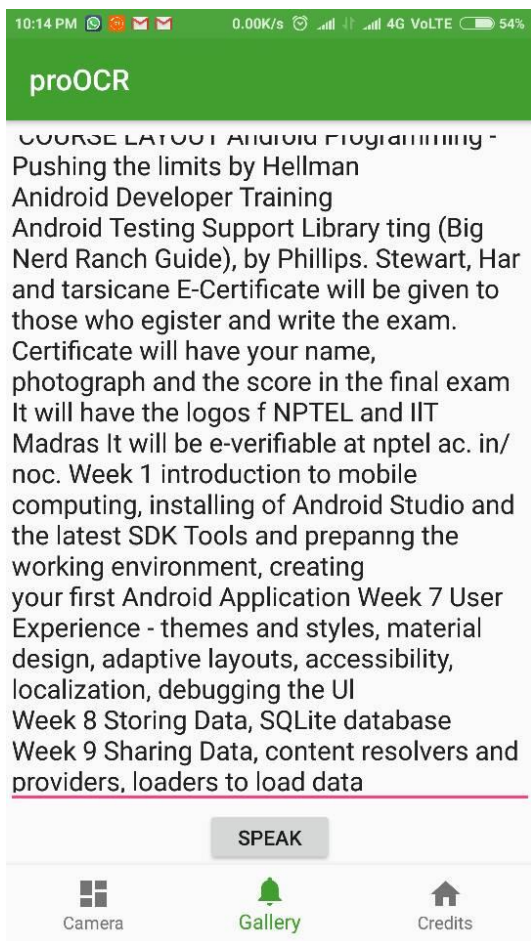 10:14 PM 0.00K/s 4G VoLTE 54%
proOCR
COURSE LAYOUT Android Programming -
Pushing the limits by Hellman
Anidroid Developer Training
Android Testing Support Library ting (Big
Nerd Ranch Guide), by Phillips. Stewart, Har
and tarsicane E-Certificate will be given to
those who egister and write the exam.
Certificate will have your name,
photograph and the score in the final exam
It will have the logos f NPTEL and IlT
Madras It will be e-verifiable at nptel ac. in/
noc. Week 1 introduction to mobile
computing, installing of Android Studio and
the latest SDK Tools and prepanng the
working environment, creating
your first Android Application Week 7 User
Experience - themes and styles, material
design, adaptive layouts, accessibility,
localization, debugging the Ul
Week 8 Storing Data, SQLite database
Week 9 Sharing Data, content resolvers and
providers, loaders to load data
SPEAK
Camera Gallery Credits